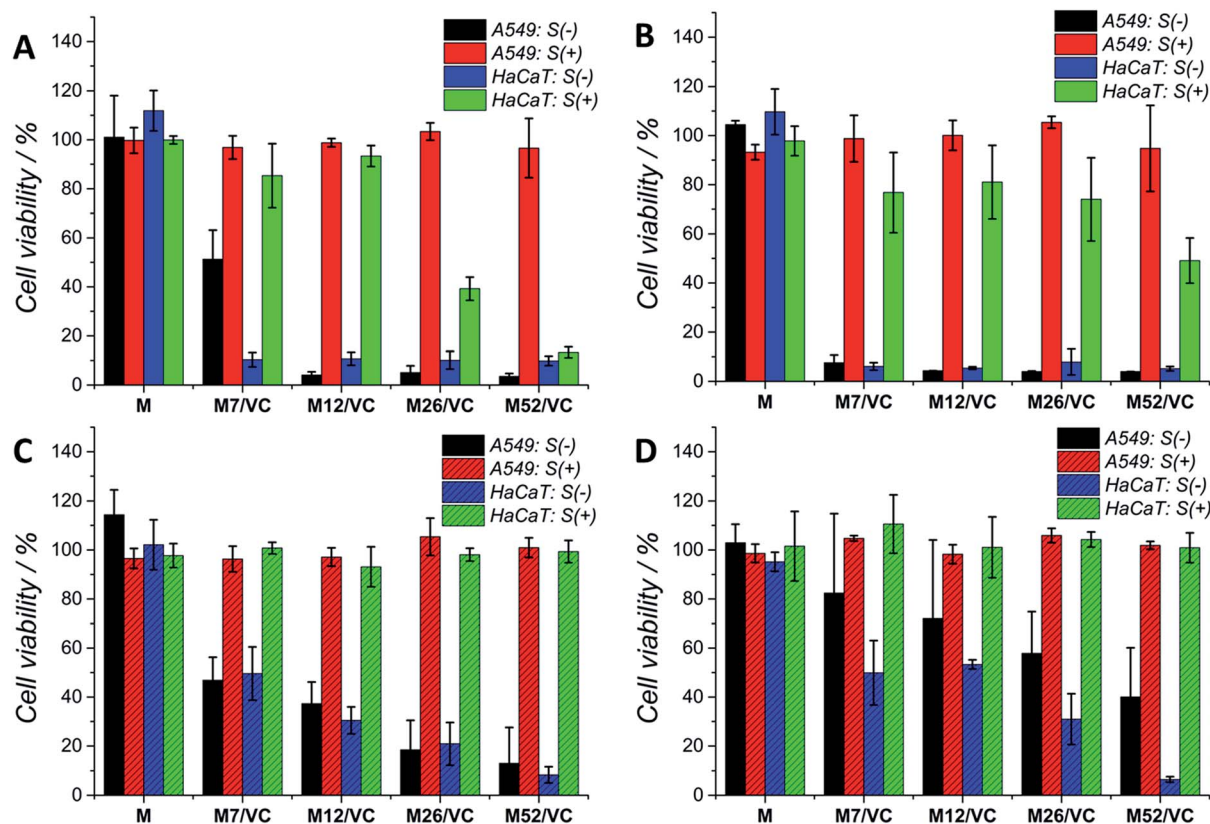 A
Cell viability / %
140
120
100
80
60
40
20
0
A549: S(-)
A549: S(+)
HaCaT: S(-)
HaCaT: S(+)
M M7/VC M12/VC M26/VC M52/VC
B
Cell viability / %
140
120
100
80
60
40
20
0
A549: S(-)
A549: S(+)
HaCaT: S(-)
HaCaT: S(+)
M M7/VC M12/VC M26/VC M52/VC
C
Cell viability / %
140
120
100
80
60
40
20
0
A549: S(-)
A549: S(+)
HaCaT: S(-)
HaCaT: S(+)
M M7/VC M12/VC M26/VC M52/VC
D
Cell viability / %
140
120
100
80
60
40
20
0
A549: S(-)
A549: S(+)
HaCaT: S(-)
HaCaT: S(+)
M M7/VC M12/VC M26/VC M52/VC